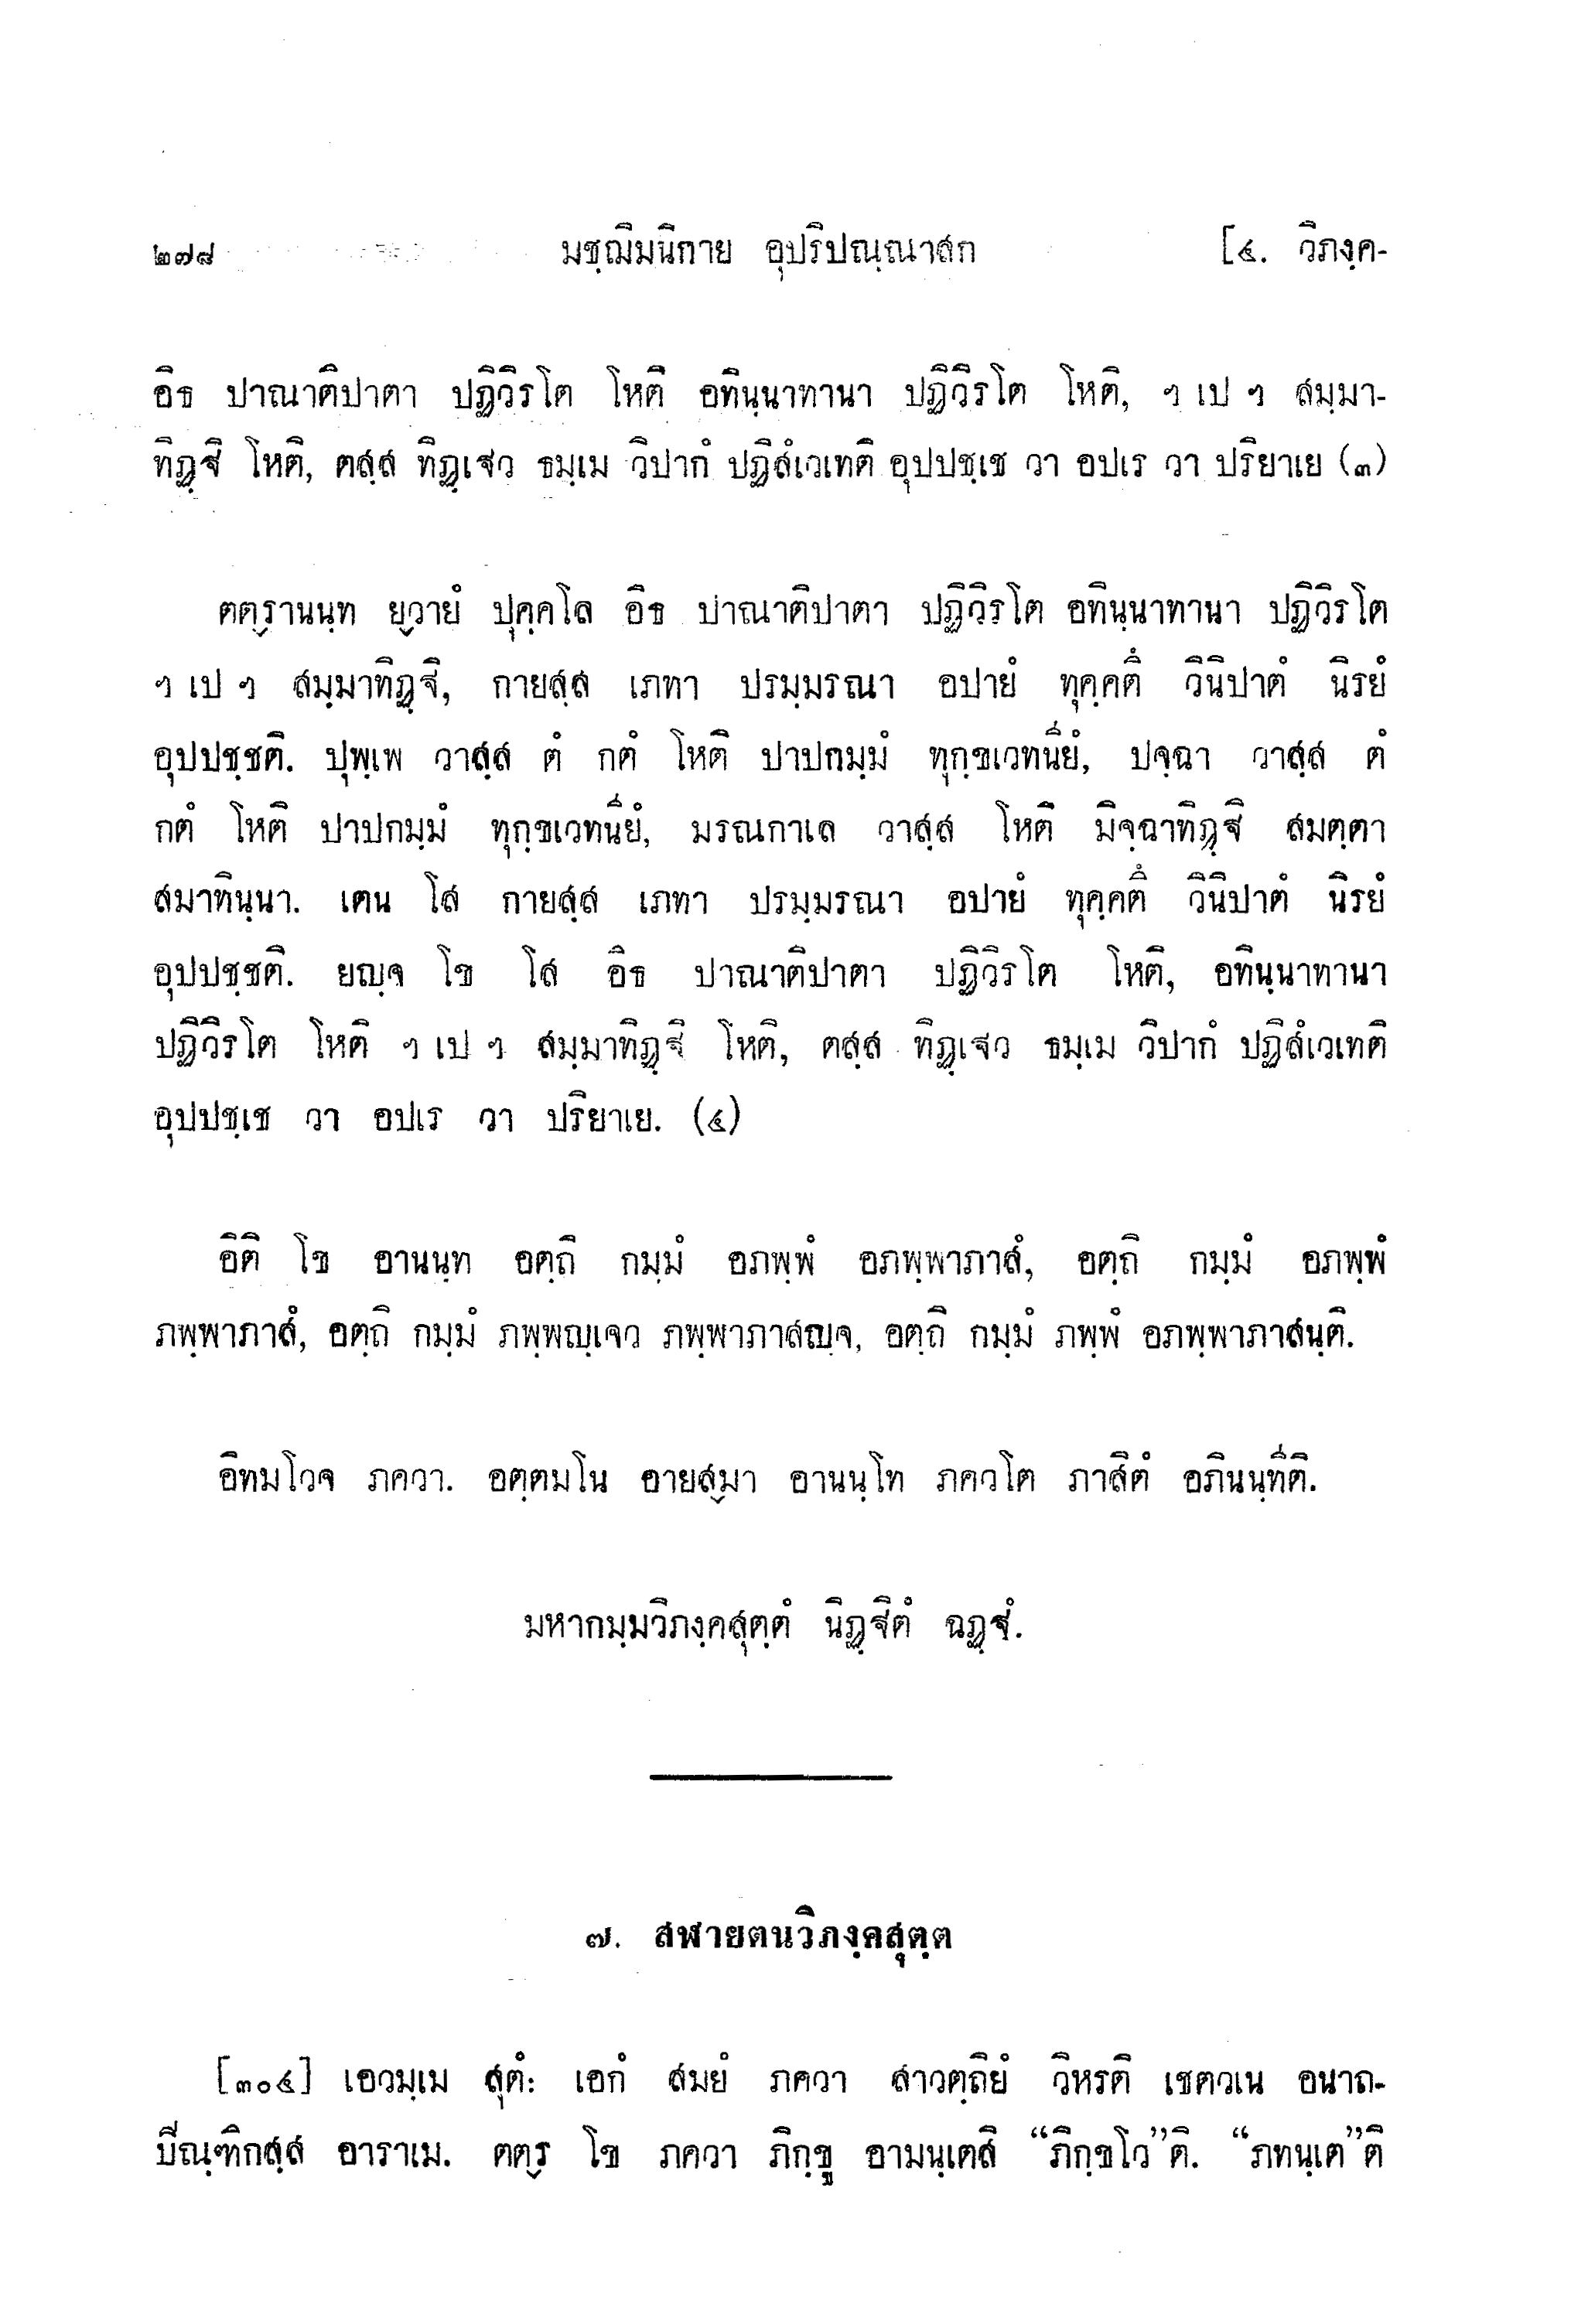 ๒๗๘ มชฺฌิมนิกาย อุปริปณฺณาสก [๔. วิภงฺค-
อิธ ปาณาติปาตา ปฏิวิรโต โหติ อทินฺนาทานา ปฏิวิรโต โหติ, ฯ เป ฯ สมฺมา-
ทิฏฺฐิ โหติ, ตสฺส ทิฏฺเฐว ธมฺเม วิปากํ ปฏิสํเวเทติ อุปปชฺเช วา อปเร วา ปริยาเย (๓)
ตตฺรานนฺท ยฺวายํ ปุคฺคโล อิธ ปาณาติปาตา ปฏิวิรโต อทินฺนาทานา ปฏิวิรโต
ฯ เป ฯ สมฺมาทิฏฺฐิ, กายสฺส เภทา ปรมฺมรณา อปายํ ทุคฺคตึ วินิปาตํ นิรยํ
อุปปชฺชติ. ปุพฺเพ วาสฺส ตํ กตํ โหติ ปาปกมฺมํ ทุกฺขเวทนียํ, ปจฺฉา วาสฺส ตํ
กตํ โหติ ปาปกมฺมํ ทุกฺขเวทนียํ, มรณกาเล วาสฺส โหติ มิจฺฉาทิฏฺฐิ สมตฺตา
สมาทินฺนา. เตน โส กายสฺส เภทา ปรมฺมรณา อปายํ ทุคฺคตึ วินิปาตํ นิรยํ
อุปปชฺชติ. ยญฺจ โข โส อิธ ปาณาติปาตา ปฏิวิรโต โหติ, อทินฺนาทานา
ปฏิวิรโต โหติ ฯ เป ฯ สมฺมาทิฏฺฐิ โหติ, ตสฺส ทิฏฺเฐว ธมฺเม วิปากํ ปฏิสํเวเทติ
อุปปชฺเช วา อปเร วา ปริยาเย. (๔)
อิติ โข อานนฺท อตฺถิ กมฺมํ อภพฺพํ อภพฺพาภาสํ, อตฺถิ กมฺมํ อภพฺพํ
ภพฺพาภาสํ, อตฺถิ กมฺมํ ภพฺพญฺเจว ภพฺพาภาสญฺจ, อตฺถิ กมฺมํ ภพฺพํ อภพฺพาภาสนฺติ.
อิทมโวจ ภควา. อตฺตมโน อายสฺมา อานนฺโท ภควโต ภาสิตํ อภินนฺทีติ.
มหากมฺมวิภงฺคสุตฺตํ นิฏฺฐิตํ ฉฏฺฐํ.
๗. สฬายตนวิภงฺคสุตฺต
[๓๐๔] เอวมฺเม สุตํ: เอกํ สมยํ ภควา สาวตฺถิยํ วิหรติ เชตวเน อนาถ-
ปิณฺฑิกสฺส อาราเม. ตตฺร โข ภควา ภิกฺขู อามนฺเตสิ “ภิกฺขโว”ติ. “ภทนฺเต”ติ